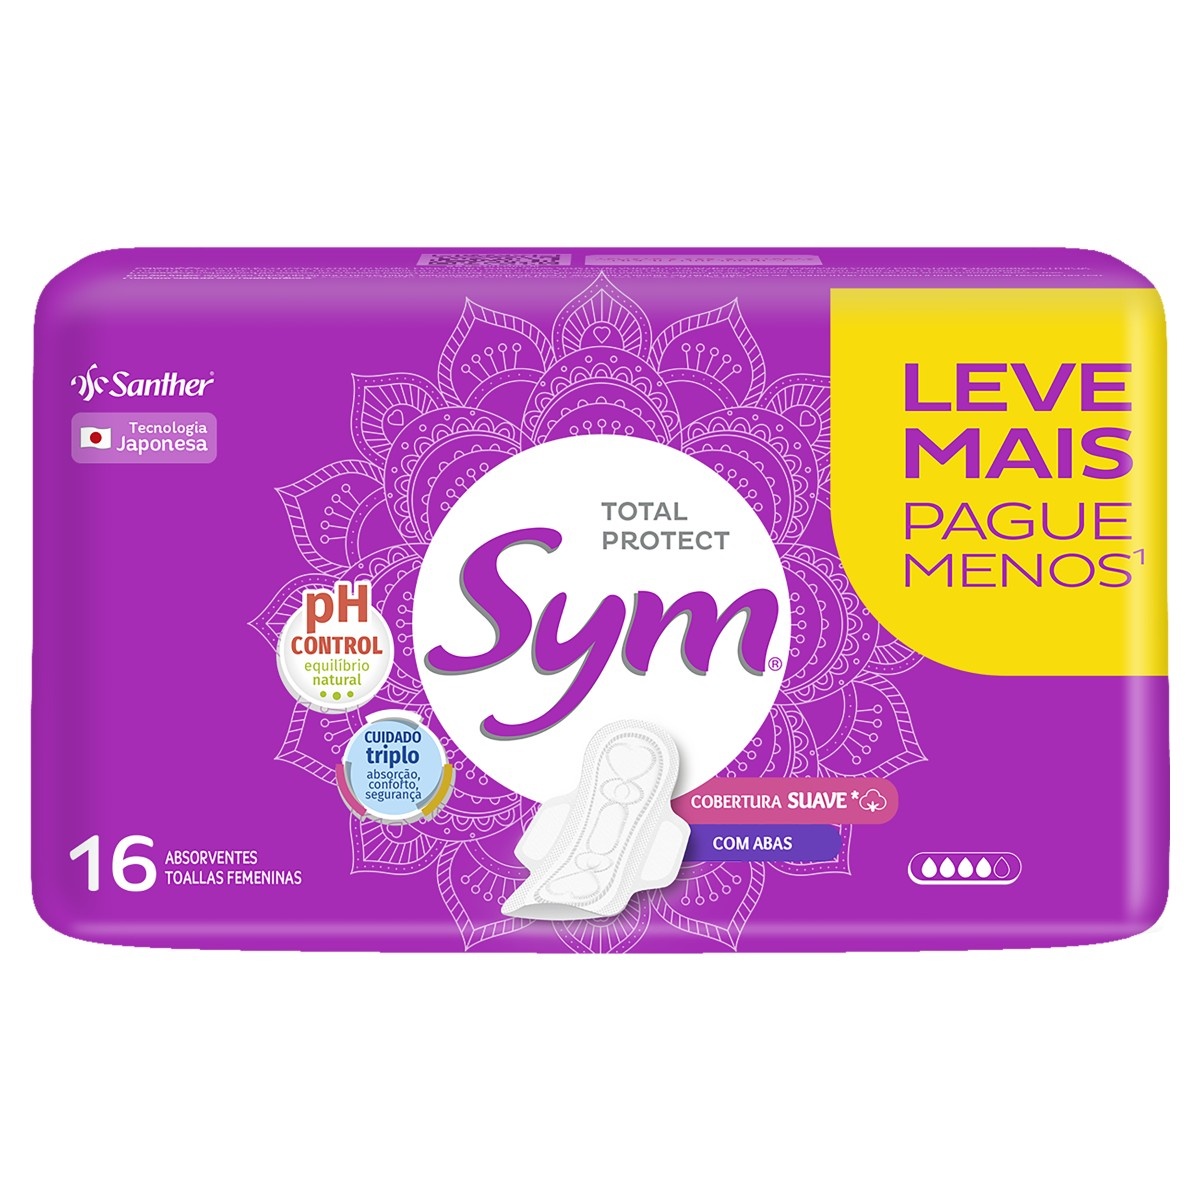 Santher®
Tecnologia
Japonesa
LEVE
MAIS
PAGUE
MENOS¹
TOTAL
PROTECT
Sym®
pH
CONTROL
equilíbrio
natural
CUIDADO
triplo
absorção,
conforto,
segurança
COBERTURA SUAVE*
COM ABAS
16 ABSORVENTES
TOALLAS FEMENINAS